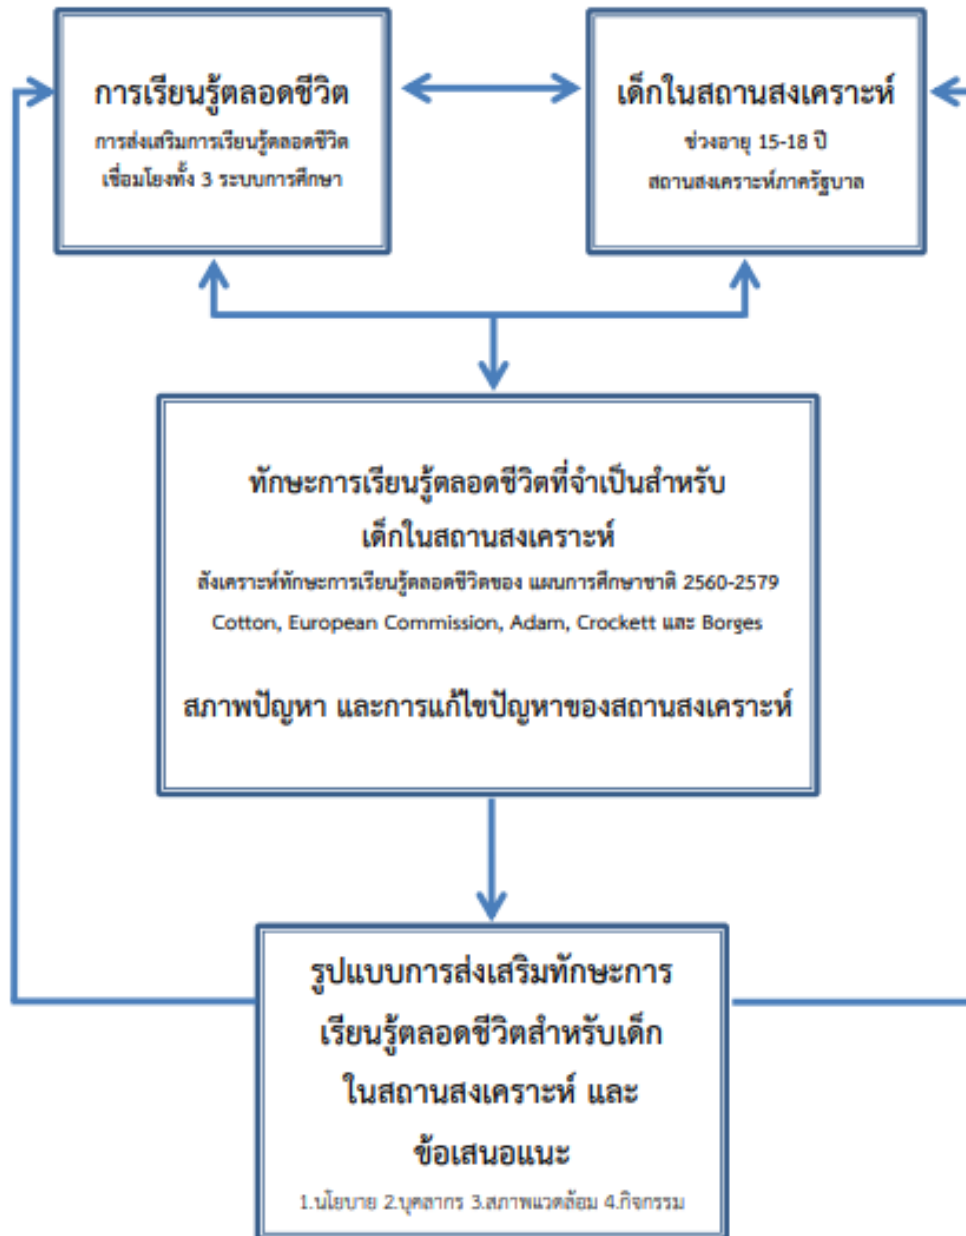 การเรียนรู้ตลอดชีวิต
การส่งเสริมการเรียนรู้ตลอดชีวิต
เชื่อมโยงทั้ง 3 ระบบการศึกษา
เด็กในสถานสงเคราะห์
ช่วงอายุ 15-18 ปี
สถานสงเคราะห์ภาครัฐบาล
ทักษะการเรียนรู้ตลอดชีวิตที่จำเป็นสำหรับ
เด็กในสถานสงเคราะห์
สังเคราะห์ทักษะการเรียนรู้ตลอดชีวิตของ แผนการศึกษาชาติ 2560-2579
Cotton, European Commission, Adam, Crockett และ Borges
สภาพปัญหา และการแก้ไขปัญหาของสถานสงเคราะห์
รูปแบบการส่งเสริมทักษะการ
เรียนรู้ตลอดชีวิตสำหรับเด็ก
ในสถานสงเคราะห์ และ
ข้อเสนอแนะ
1.นโยบาย 2.บุคลากร 3.สภาพแวดล้อม 4.กิจกรรม